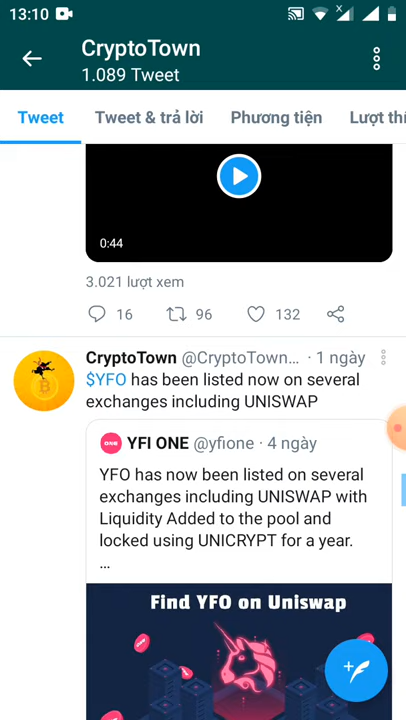 13:10
CryptoTown
1.089 Tweet
Tweet
Tweet & trả lời
Phương tiện
Lượt thí
0:44
3.021 lượt xem
16
96
132
CryptoTown @CryptoTown... · 1 ngày
$YFO has been listed now on several
exchanges including UNISWAP
ONE
YFI ONE @yfione · 4 ngày
YFO has now been listed on several
exchanges including UNISWAP with
Liquidity Added to the pool and
locked using UNICRYPT for a year.
...
Find YFO on Uniswap